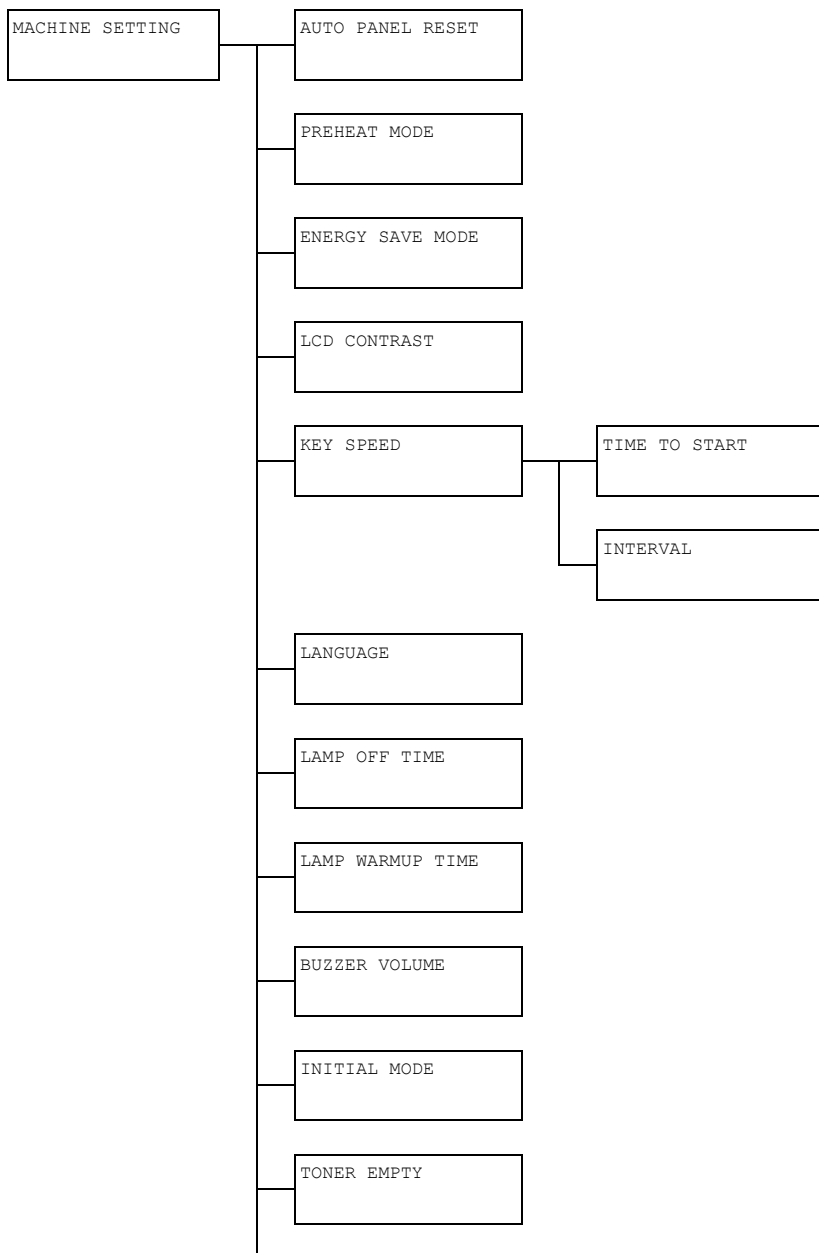 MACHINE SETTING
AUTO PANEL RESET
PREHEAT MODE
ENERGY SAVE MODE
LCD CONTRAST
KEY SPEED
TIME TO START
INTERVAL
LANGUAGE
LAMP OFF TIME
LAMP WARMUP TIME
BUZZER VOLUME
INITIAL MODE
TONER EMPTY